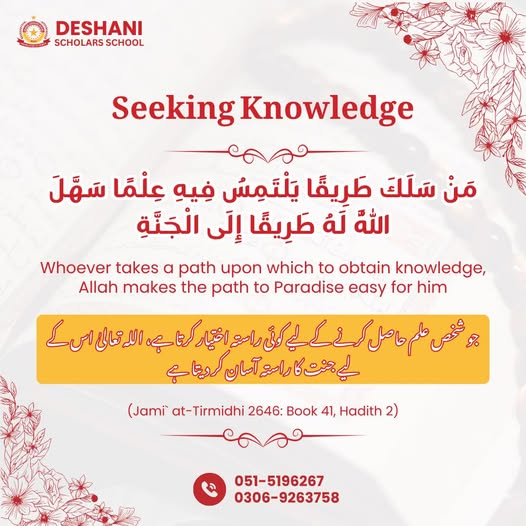 DESHANI
SCHOLARS SCHOOL
Seeking Knowledge
مَنْ سَلَكَ طَرِيقًا يَلْتَمِسُ فِيهِ عِلْمًا سَهَّلَ
اللَّهُ لَهُ طَرِيقًا إِلَى الْجَنَّةِ
Whoever takes a path upon which to obtain knowledge,
Allah makes the path to Paradise easy for him
جو شخص علم حاصل کرنے کے لیے کوئی راستہ اختیار کرتا ہے، اللہ تعالیٰ اس کے
لیے جنت کا راستہ آسان کر دیتا ہے
(Jami` at-Tirmidhi 2646: Book 41, Hadith 2)
051-5196267
0306-9263758